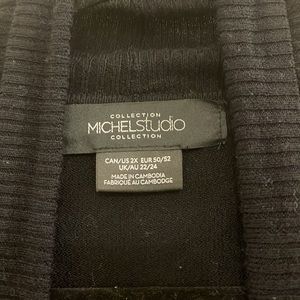 COLLECTION
MICHELstudio
COLLECTION
CAN/US 2X EUR 50/52
UK/AU 22/24
MADE IN CAMBODIA
FABRIQUÉ AU CAMBODGE